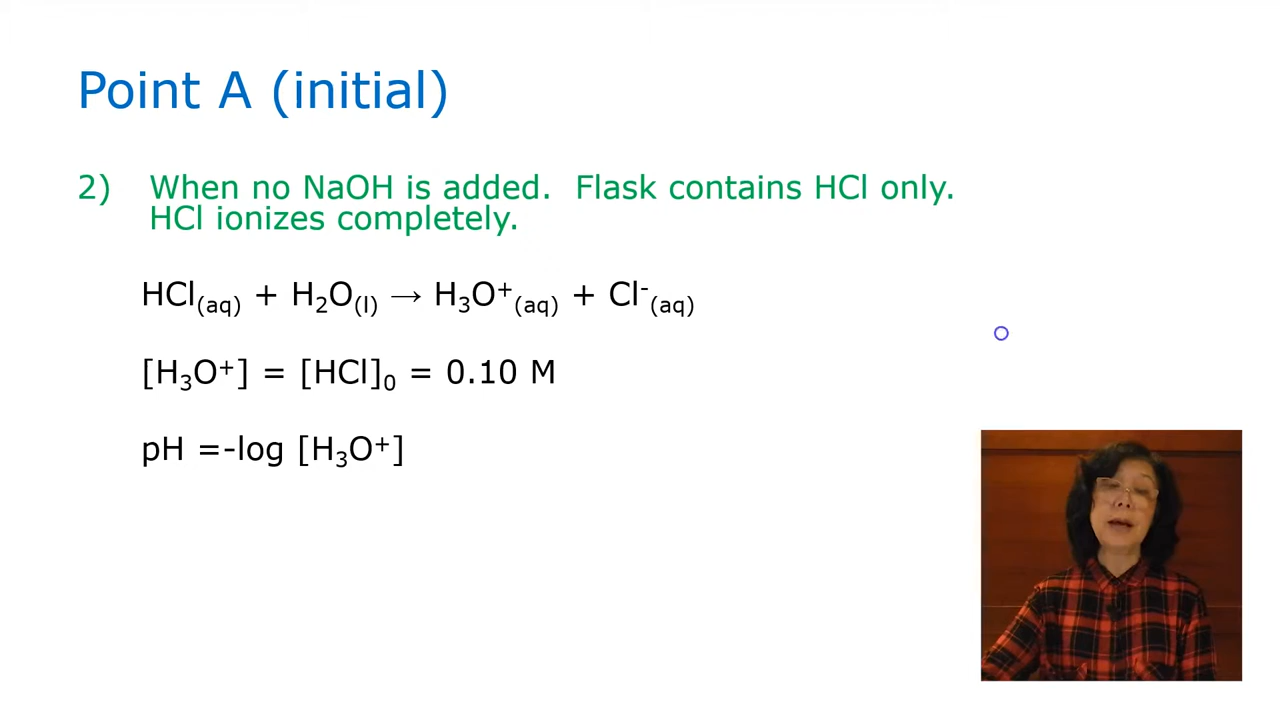 Point A (initial)
2) When no NaOH is added. Flask contains HCl only.
HCl ionizes completely.
HCl(aq) + H₂O(l) → H₃O⁺(aq) + Cl⁻(aq)
[H₃O⁺] = [HCl]₀ = 0.10 M
pH =-log [H₃O⁺]